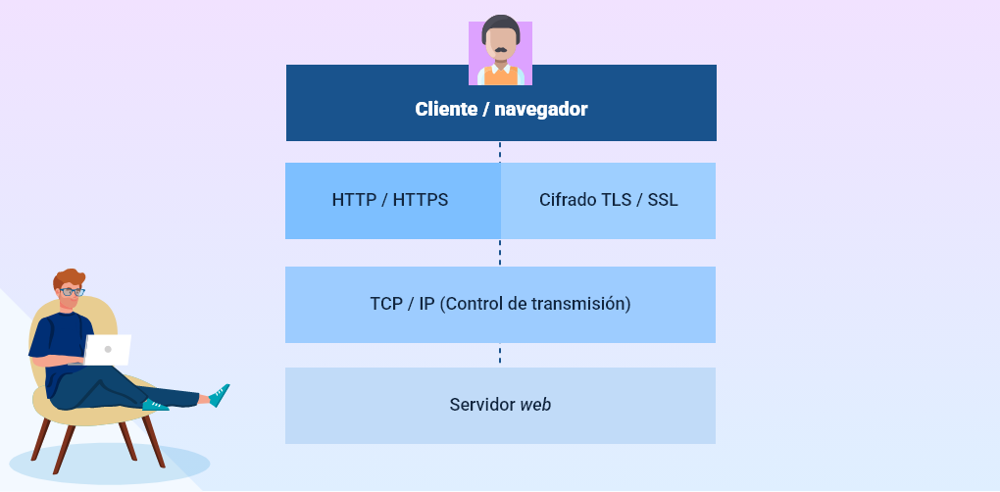 Cliente / navegador
HTTP / HTTPS
Cifrado TLS / SSL
TCP / IP (Control de transmisión)
Servidor web